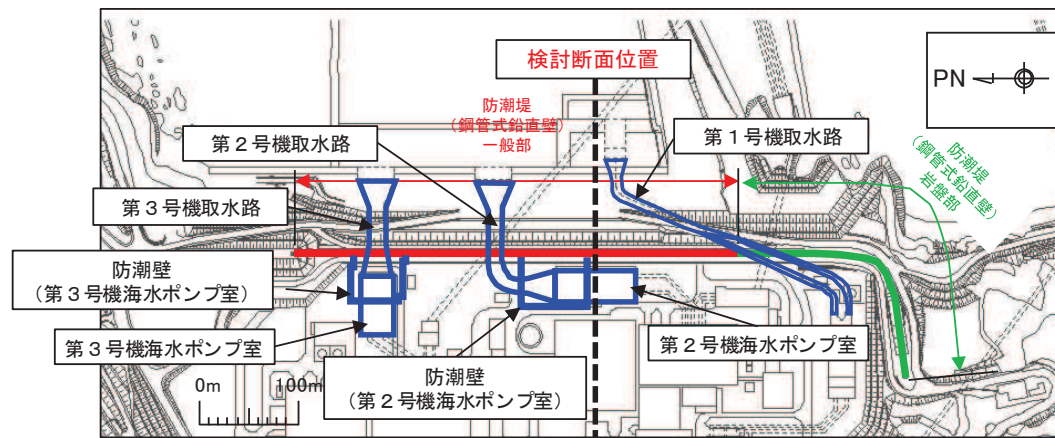 検討断面位置
PN
防潮堤
(鋼管式鉛直壁)
一般部
第2号機取水路
第1号機取水路
防潮堤
(鋼管式鉛直壁)
岩盤部
第3号機取水路
防潮壁
(第3号機海水ポンプ室)
第3号機海水ポンプ室
防潮壁
(第2号機海水ポンプ室)
第2号機海水ポンプ室
0m 100m